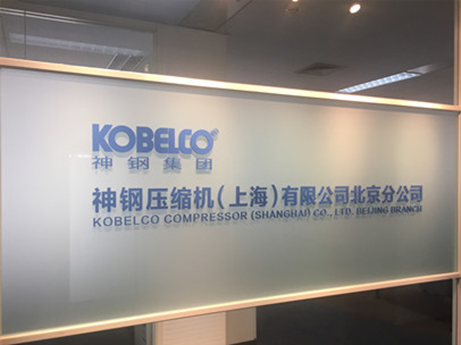 KOBELCO®
神钢集团
神钢压缩机（上海）有限公司北京分公司
KOBELCO COMPRESSOR (SHANGHAI) CO., LTD. BEIJING BRANCH